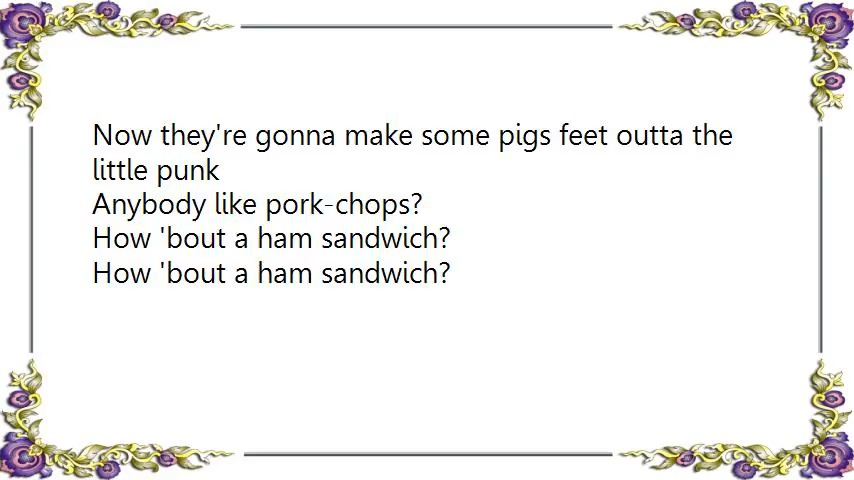 Now they're gonna make some pigs feet outta the
little punk
Anybody like pork-chops?
How 'bout a ham sandwich?
How 'bout a ham sandwich?